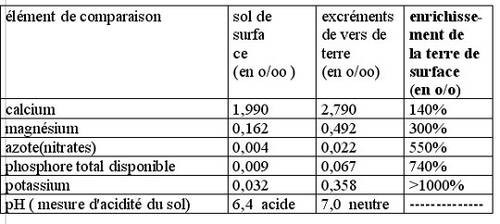 élément de comparaison sol de excréments enrichisse-
surfa de vers de ment de
ce terre la terre de
(en o/oo ) (en o/oo) surface
(en o/o)
calcium 1,990 2,790 140%
magnésium 0,162 0,492 300%
azote(nitrates) 0,004 0,022 550%
phosphore total disponible 0,009 0,067 740%
potassium 0,032 0,358 >1000%
pH ( mesure d'acidité du sol) 6,4 acide 7,0 neutre -------------